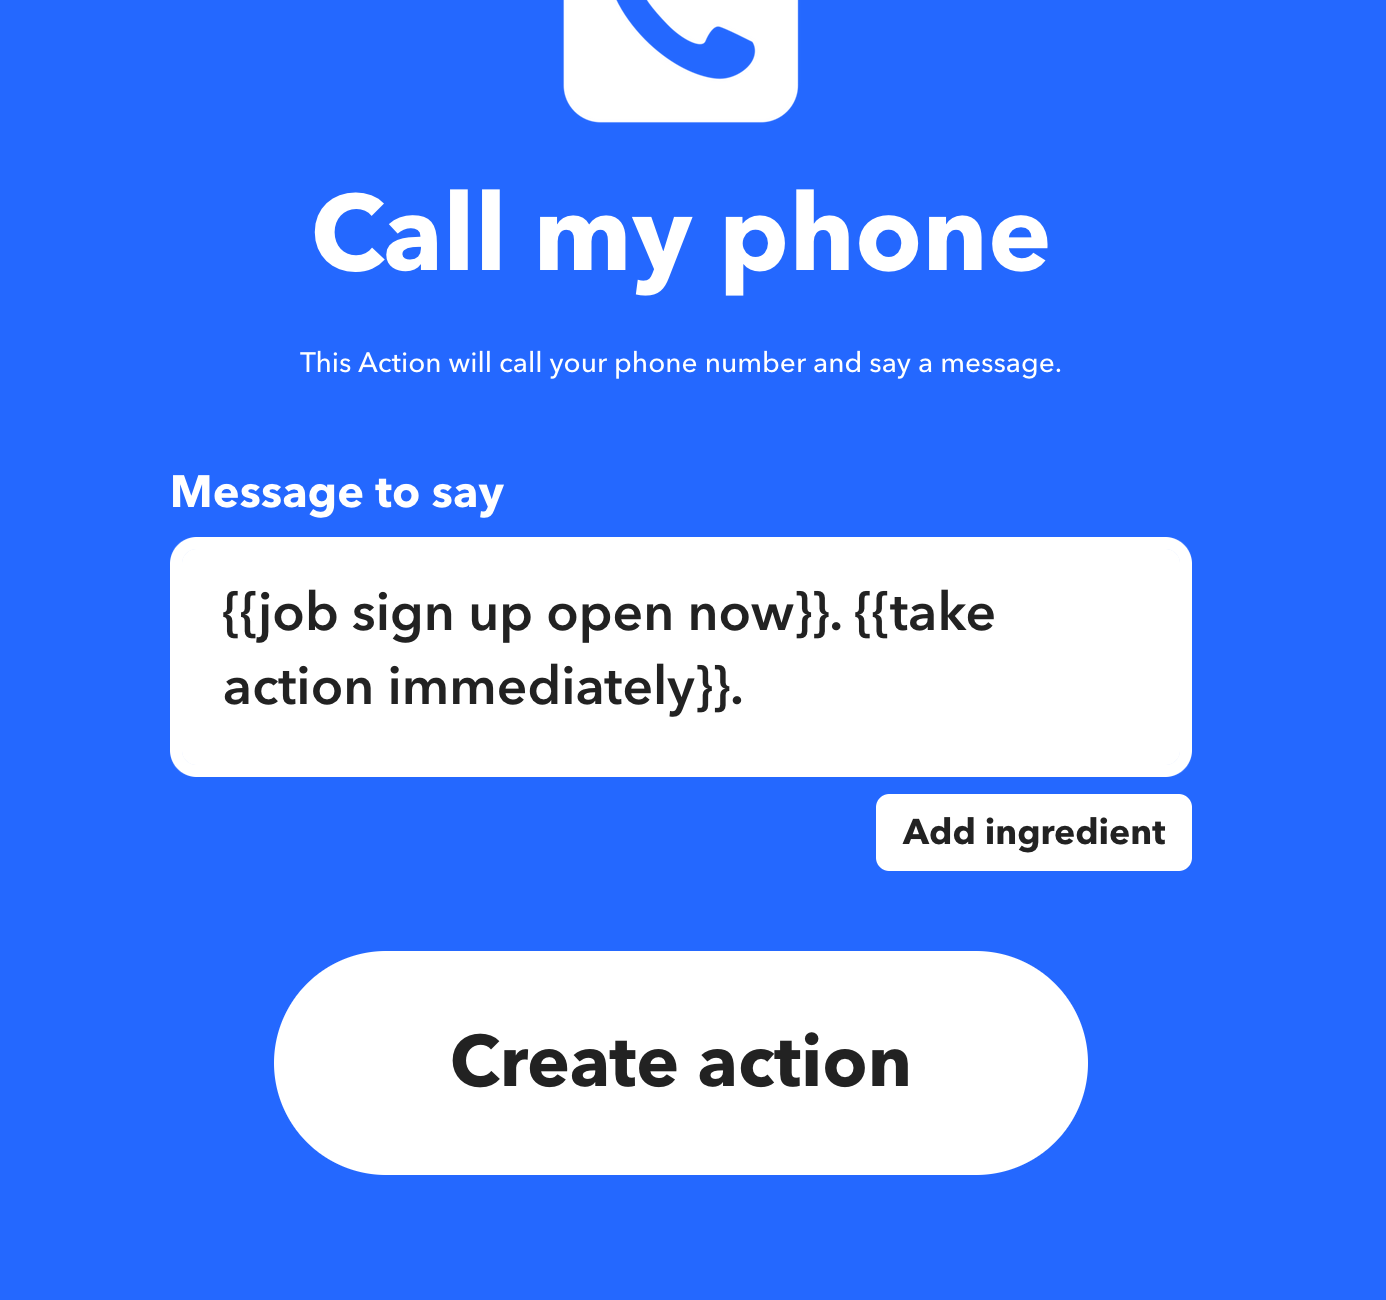 Call my phone
This Action will call your phone number and say a message.
Message to say
{{job sign up open now}}. {{take
action immediately}}.
Add ingredient
Create action